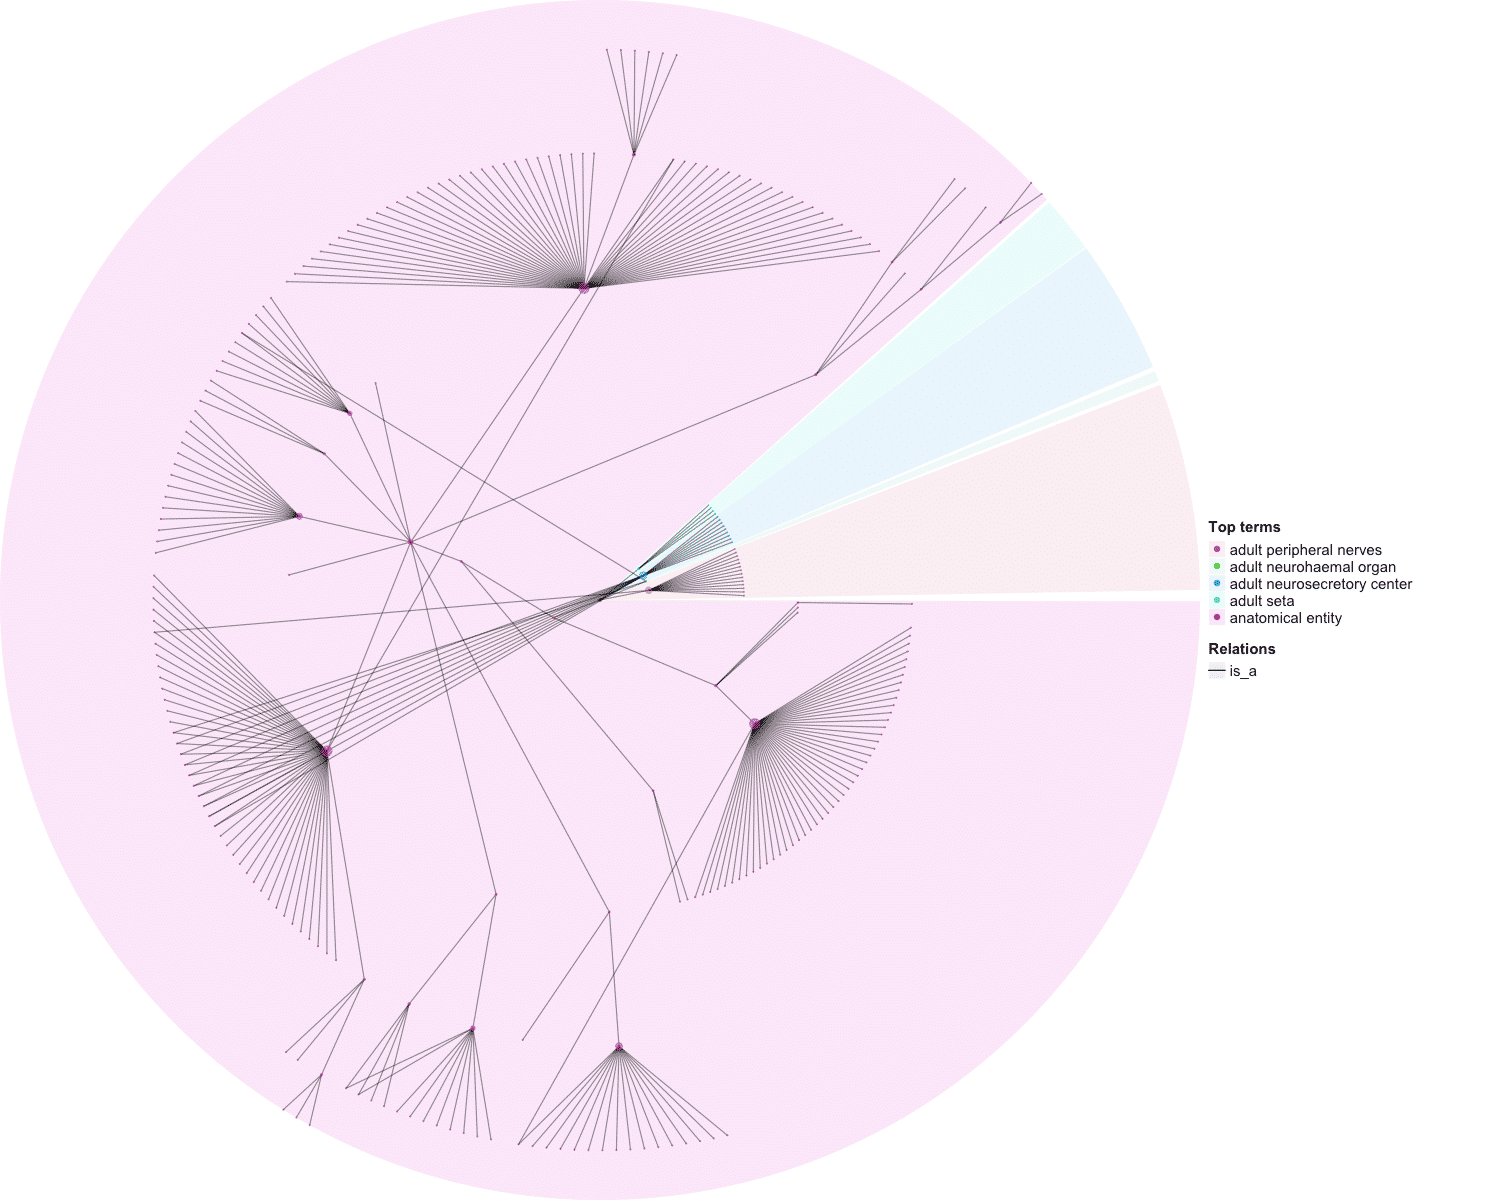 Top terms
adult peripheral nerves
adult neurohaemal organ
adult neurosecretory center
adult seta
anatomical entity
Relations
is_a